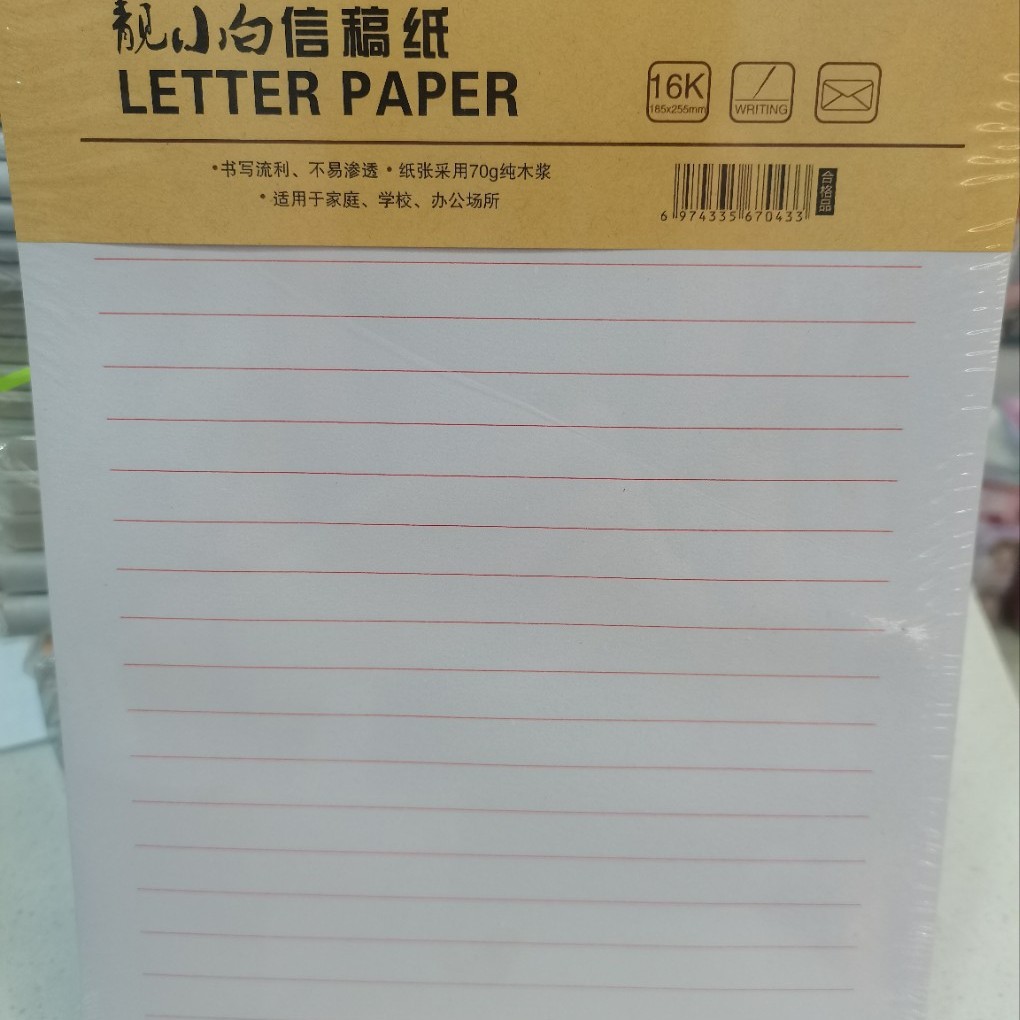 靓小白信稿纸
LETTER PAPER
16K
185x255mm
WRITING
•书写流利、不易渗透 • 纸张采用70g纯木浆
• 适用于家庭、学校、办公场所
6 974335 670433
合格品